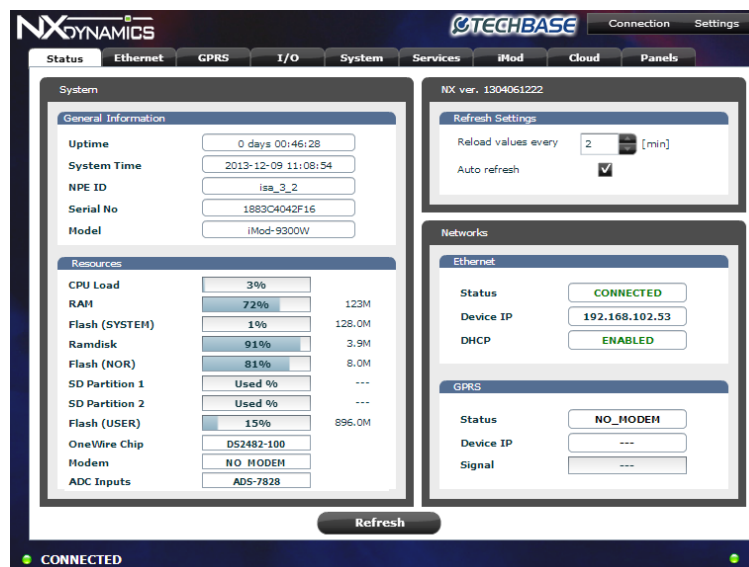 NXDYNAMICS
TECHBASE
Connection Settings
Status Ethernet GPRS I/O System Services iMod Cloud Panels
System
General Information
Uptime 0 days 00:46:28
System Time 2013-12-09 11:08:54
NPE ID isa_3_2
Serial No 1883C4042F16
Model iMod-9300W
Resources
CPU Load 3%
RAM 72% 123M
Flash (SYSTEM) 1% 128.0M
Ramdisk 91% 3.9M
Flash (NOR) 81% 8.0M
SD Partition 1 Used % ---
SD Partition 2 Used % ---
Flash (USER) 15% 896.0M
OneWire Chip DS2482-100
Modem NO MODEM
ADC Inputs ADS-7828
NX ver. 1304061222
Refresh Settings
Reload values every 2 [min]
Auto refresh
Networks
Ethernet
Status CONNECTED
Device IP 192.168.102.53
DHCP ENABLED
GPRS
Status NO_MODEM
Device IP ---
Signal ---
Refresh
CONNECTED